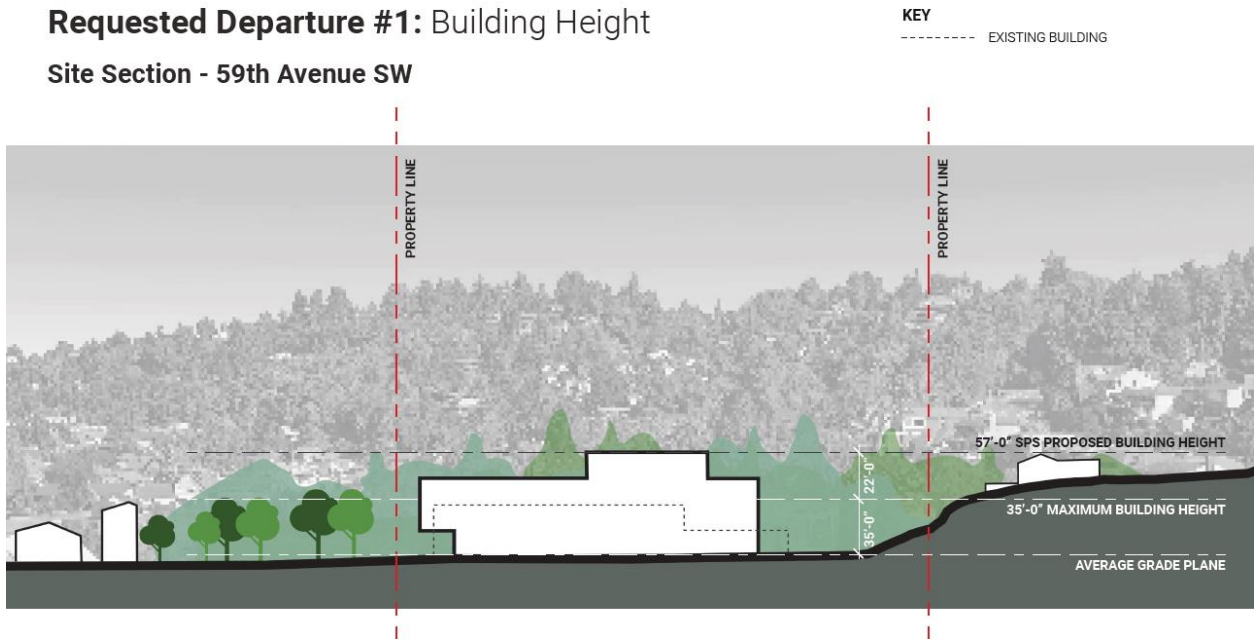 Requested Departure #1: Building Height
KEY
EXISTING BUILDING
Site Section - 59th Avenue SW
PROPERTY LINE
PROPERTY LINE
57'-0" SPS PROPOSED BUILDING HEIGHT
22'-0"
35'-0" MAXIMUM BUILDING HEIGHT
35'-0"
AVERAGE GRADE PLANE